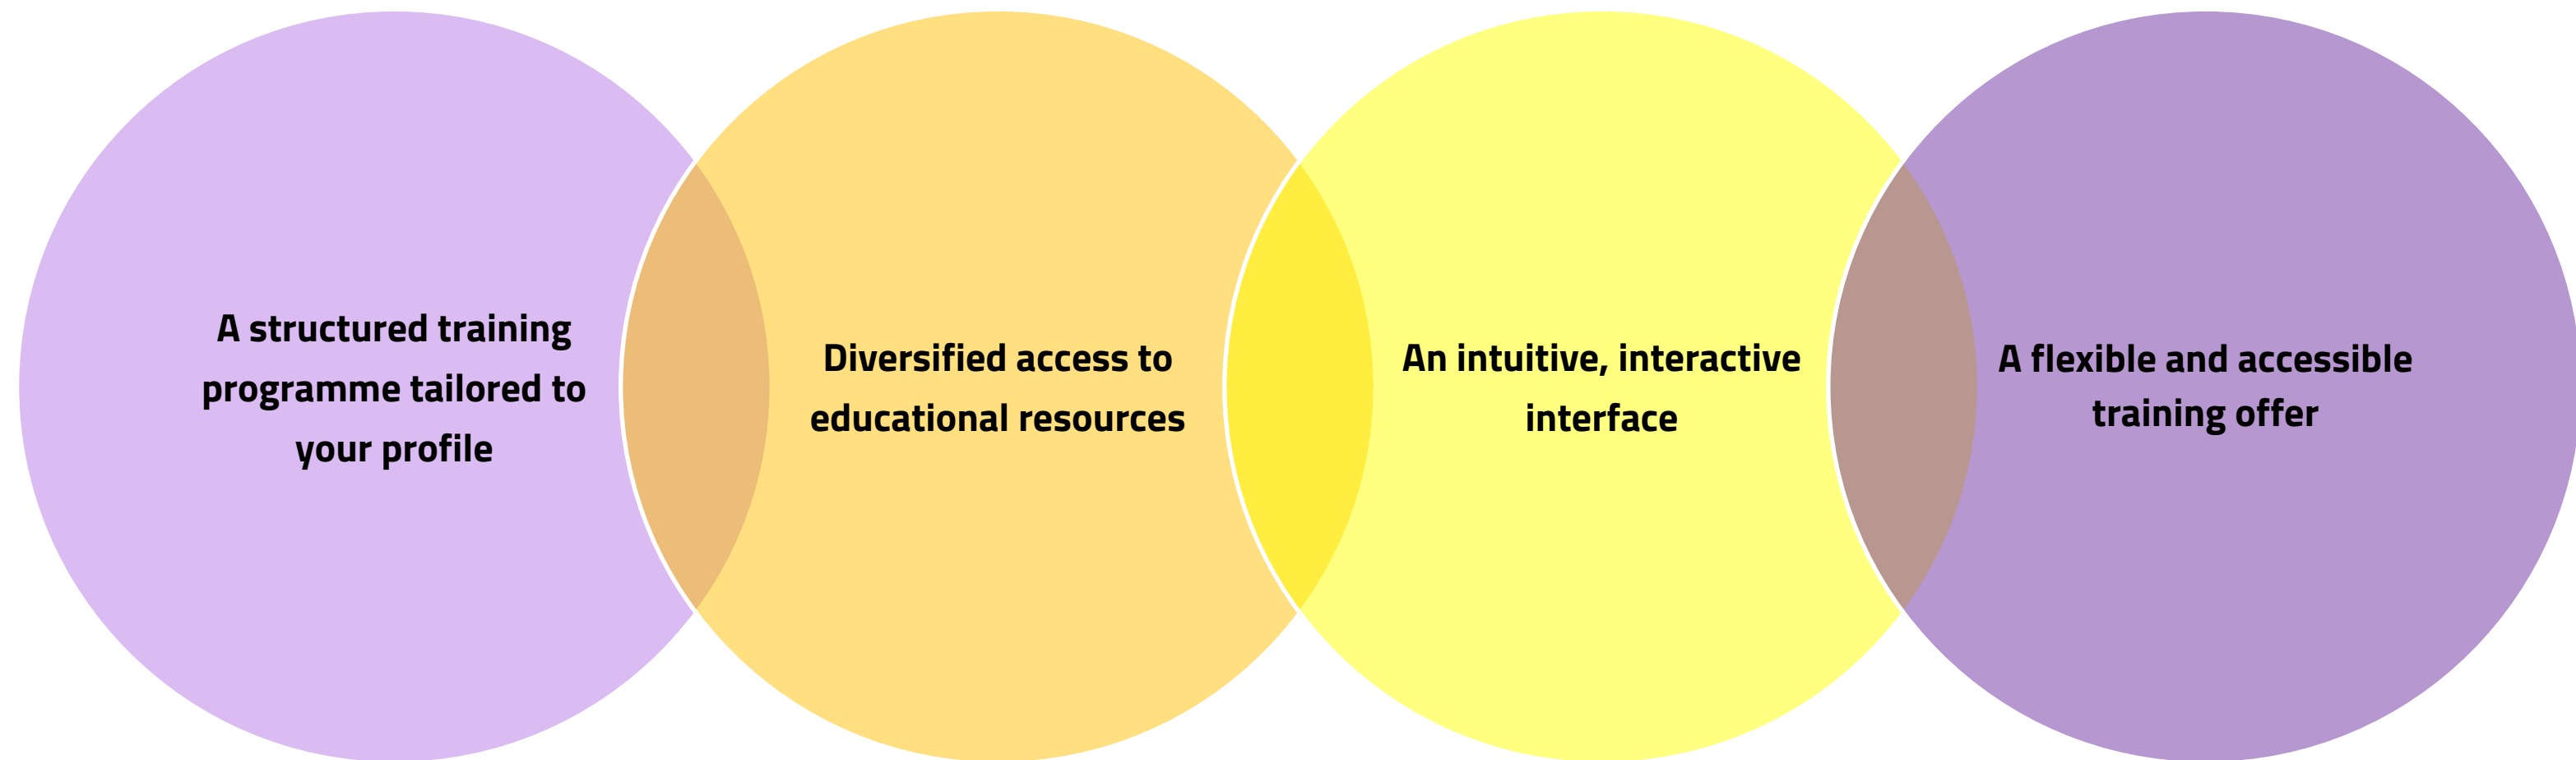 A structured training
programme tailored to
your profile
Diversified access to
educational resources
An intuitive, interactive
interface
A flexible and accessible
training offer